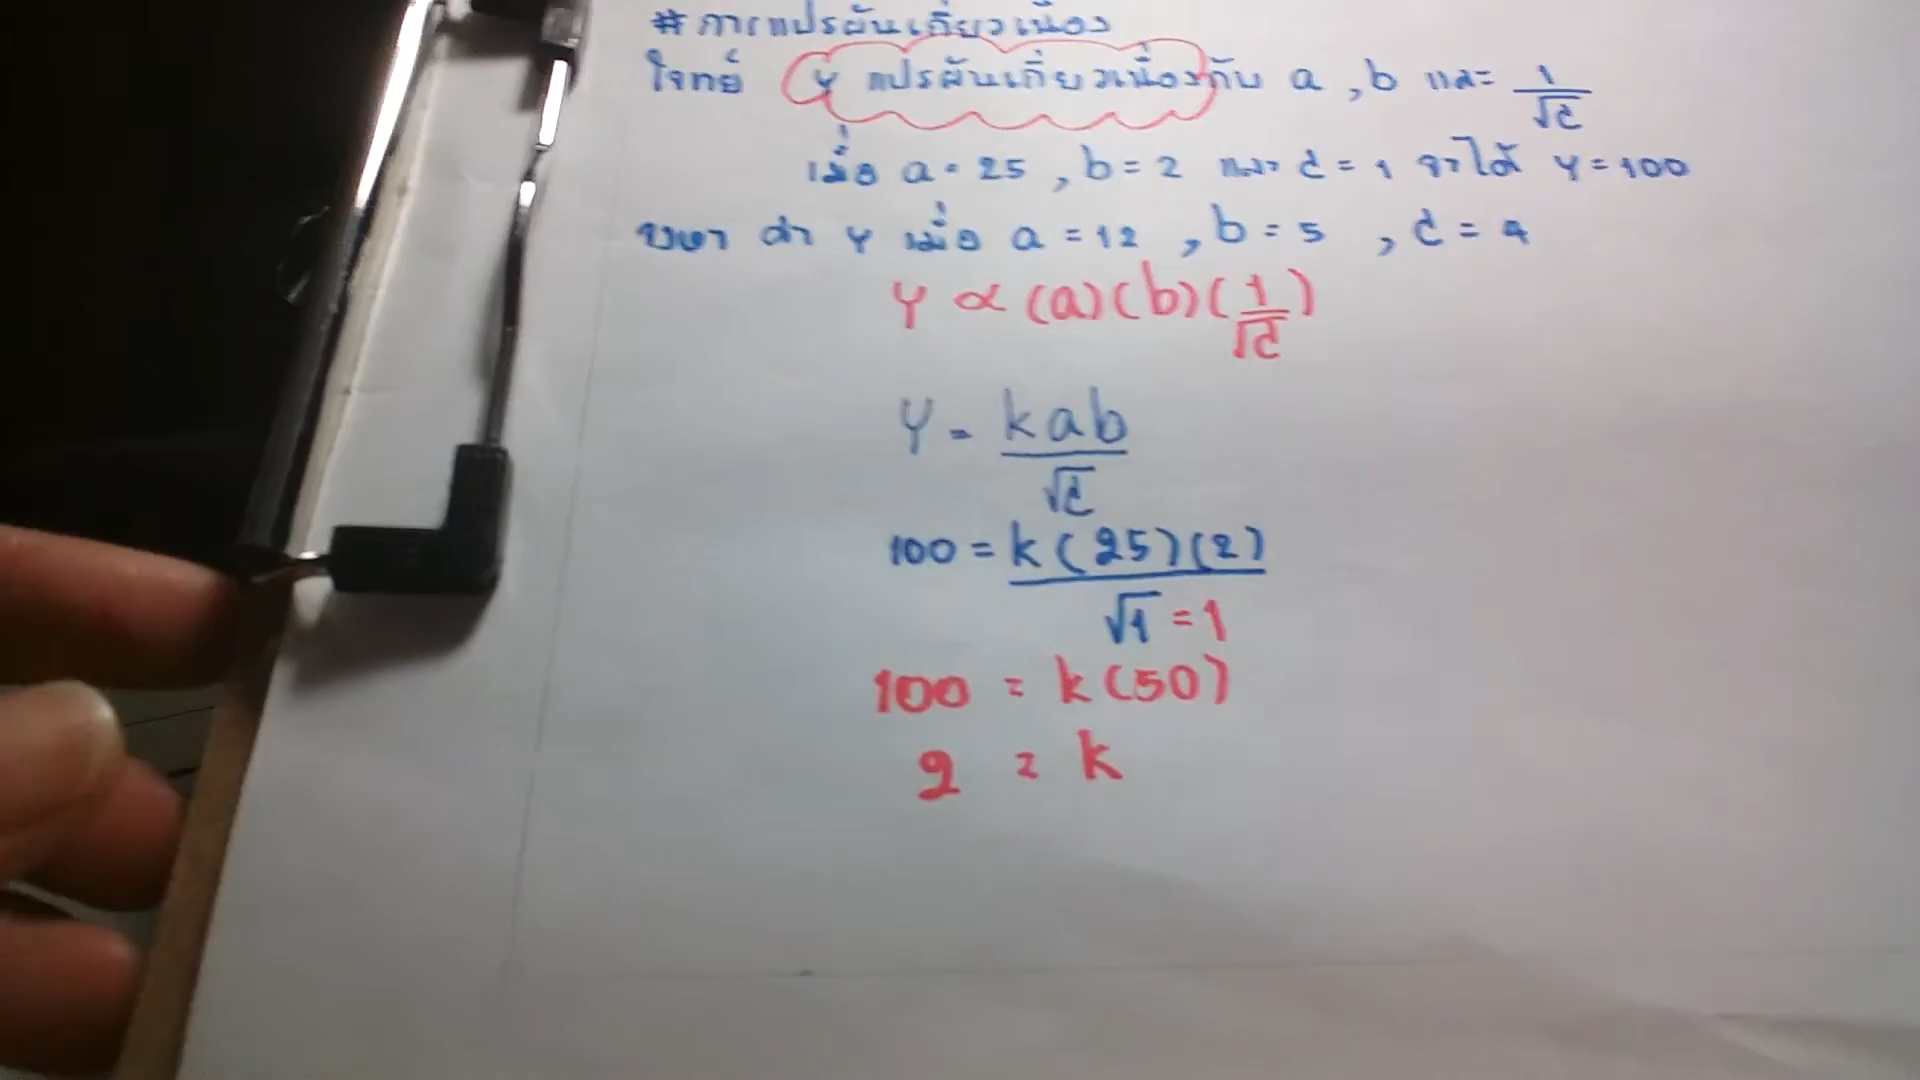 # การแปรผันเกี่ยวเนื่อง
โจทย์ y แปรผันเกี่ยวเนื่องกับ a , b และ 1/√c
เมื่อ a = 25 , b = 2 และ c = 1 จะได้ y = 100
จงหา ค่า y เมื่อ a = 12 , b = 5 , c = 4
y ∝ (a)(b)(1/√c)
y = kab/√c
100 = k(25)(2)/√1 = 1
100 = k(50)
2 = k